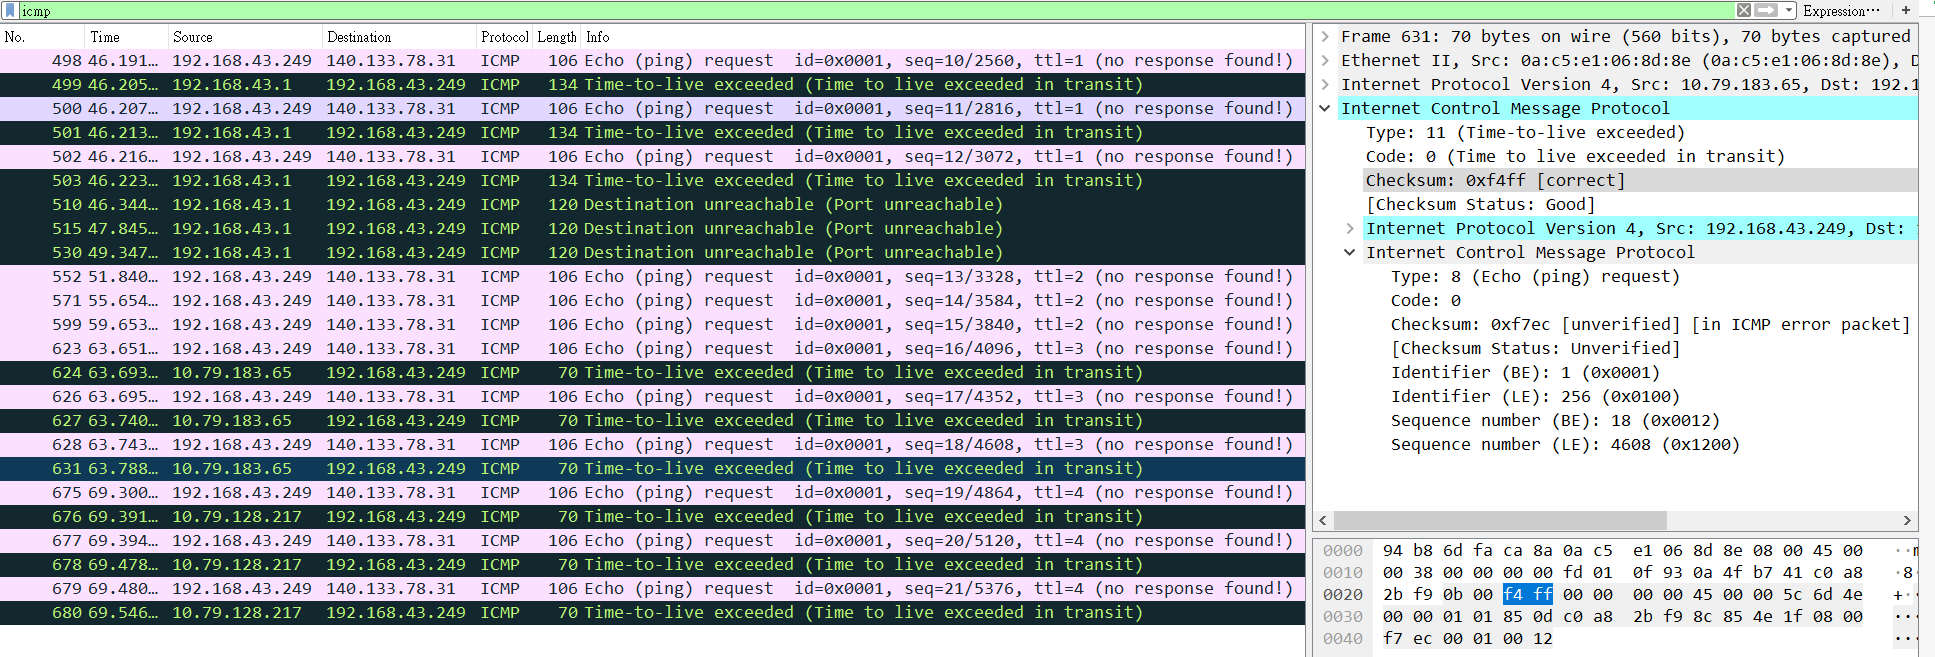 icmp
Expression…
+
No. Time Source Destination Protocol Length Info
498 46.191… 192.168.43.249 140.133.78.31 ICMP 106 Echo (ping) request id=0x0001, seq=10/2560, ttl=1 (no response found!)
499 46.205… 192.168.43.1 192.168.43.249 ICMP 134 Time-to-live exceeded (Time to live exceeded in transit)
500 46.207… 192.168.43.249 140.133.78.31 ICMP 106 Echo (ping) request id=0x0001, seq=11/2816, ttl=1 (no response found!)
501 46.213… 192.168.43.1 192.168.43.249 ICMP 134 Time-to-live exceeded (Time to live exceeded in transit)
502 46.216… 192.168.43.249 140.133.78.31 ICMP 106 Echo (ping) request id=0x0001, seq=12/3072, ttl=1 (no response found!)
503 46.223… 192.168.43.1 192.168.43.249 ICMP 134 Time-to-live exceeded (Time to live exceeded in transit)
510 46.344… 192.168.43.1 192.168.43.249 ICMP 120 Destination unreachable (Port unreachable)
515 47.845… 192.168.43.1 192.168.43.249 ICMP 120 Destination unreachable (Port unreachable)
530 49.347… 192.168.43.1 192.168.43.249 ICMP 120 Destination unreachable (Port unreachable)
552 51.840… 192.168.43.249 140.133.78.31 ICMP 106 Echo (ping) request id=0x0001, seq=13/3328, ttl=2 (no response found!)
571 55.654… 192.168.43.249 140.133.78.31 ICMP 106 Echo (ping) request id=0x0001, seq=14/3584, ttl=2 (no response found!)
599 59.653… 192.168.43.249 140.133.78.31 ICMP 106 Echo (ping) request id=0x0001, seq=15/3840, ttl=2 (no response found!)
623 63.651… 192.168.43.249 140.133.78.31 ICMP 106 Echo (ping) request id=0x0001, seq=16/4096, ttl=3 (no response found!)
624 63.693… 10.79.183.65 192.168.43.249 ICMP 70 Time-to-live exceeded (Time to live exceeded in transit)
626 63.695… 192.168.43.249 140.133.78.31 ICMP 106 Echo (ping) request id=0x0001, seq=17/4352, ttl=3 (no response found!)
627 63.740… 10.79.183.65 192.168.43.249 ICMP 70 Time-to-live exceeded (Time to live exceeded in transit)
628 63.743… 192.168.43.249 140.133.78.31 ICMP 106 Echo (ping) request id=0x0001, seq=18/4608, ttl=3 (no response found!)
631 63.788… 10.79.183.65 192.168.43.249 ICMP 70 Time-to-live exceeded (Time to live exceeded in transit)
675 69.300… 192.168.43.249 140.133.78.31 ICMP 106 Echo (ping) request id=0x0001, seq=19/4864, ttl=4 (no response found!)
676 69.391… 10.79.128.217 192.168.43.249 ICMP 70 Time-to-live exceeded (Time to live exceeded in transit)
677 69.394… 192.168.43.249 140.133.78.31 ICMP 106 Echo (ping) request id=0x0001, seq=20/5120, ttl=4 (no response found!)
678 69.478… 10.79.128.217 192.168.43.249 ICMP 70 Time-to-live exceeded (Time to live exceeded in transit)
679 69.480… 192.168.43.249 140.133.78.31 ICMP 106 Echo (ping) request id=0x0001, seq=21/5376, ttl=4 (no response found!)
680 69.546… 10.79.128.217 192.168.43.249 ICMP 70 Time-to-live exceeded (Time to live exceeded in transit)
Frame 631: 70 bytes on wire (560 bits), 70 bytes captured
Ethernet II, Src: 0a:c5:e1:06:8d:8e (0a:c5:e1:06:8d:8e), D
Internet Protocol Version 4, Src: 10.79.183.65, Dst: 192.1
Internet Control Message Protocol
Type: 11 (Time-to-live exceeded)
Code: 0 (Time to live exceeded in transit)
Checksum: 0xf4ff [correct]
[Checksum Status: Good]
Internet Protocol Version 4, Src: 192.168.43.249, Dst:
Internet Control Message Protocol
Type: 8 (Echo (ping) request)
Code: 0
Checksum: 0xf7ec [unverified] [in ICMP error packet]
[Checksum Status: Unverified]
Identifier (BE): 1 (0x0001)
Identifier (LE): 256 (0x0100)
Sequence number (BE): 18 (0x0012)
Sequence number (LE): 4608 (0x1200)
0000 94 b8 6d fa ca 8a 0a c5 e1 06 8d 8e 08 00 45 00 ··m
0010 00 38 00 00 00 00 fd 01 0f 93 0a 4f b7 41 c0 a8 ·8·
0020 2b f9 0b 00 f4 ff 00 00 00 00 45 00 00 5c 6d 4e +··
0030 00 00 01 01 85 0d c0 a8 2b f9 8c 85 4e 1f 08 00 ···
0040 f7 ec 00 01 00 12 ···